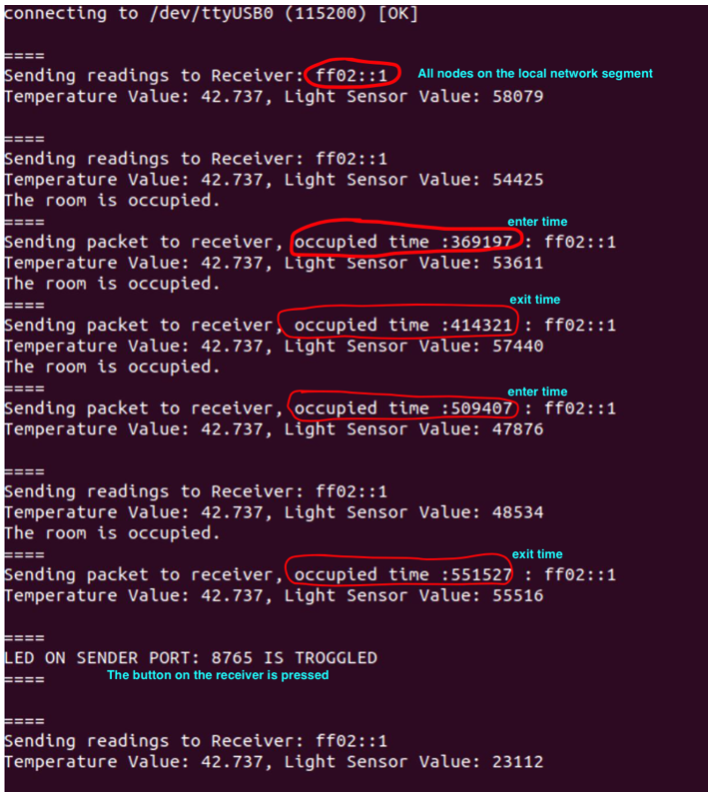 connecting to /dev/ttyUSB0 (115200) [OK]
====
Sending readings to Receiver: ff02::1 All nodes on the local network segment
Temperature Value: 42.737, Light Sensor Value: 58079
====
Sending readings to Receiver: ff02::1
Temperature Value: 42.737, Light Sensor Value: 54425
The room is occupied.
==== enter time
Sending packet to receiver, occupied time :369197 : ff02::1
Temperature Value: 42.737, Light Sensor Value: 53611
The room is occupied.
==== exit time
Sending packet to receiver, occupied time :414321 : ff02::1
Temperature Value: 42.737, Light Sensor Value: 57440
The room is occupied.
==== enter time
Sending packet to receiver, occupied time :509407 : ff02::1
Temperature Value: 42.737, Light Sensor Value: 47876
====
Sending readings to Receiver: ff02::1
Temperature Value: 42.737, Light Sensor Value: 48534
The room is occupied.
==== exit time
Sending packet to receiver, occupied time :551527 : ff02::1
Temperature Value: 42.737, Light Sensor Value: 55516
====
LED ON SENDER PORT: 8765 IS TROGGLED
==== The button on the receiver is pressed
====
Sending readings to Receiver: ff02::1
Temperature Value: 42.737, Light Sensor Value: 23112